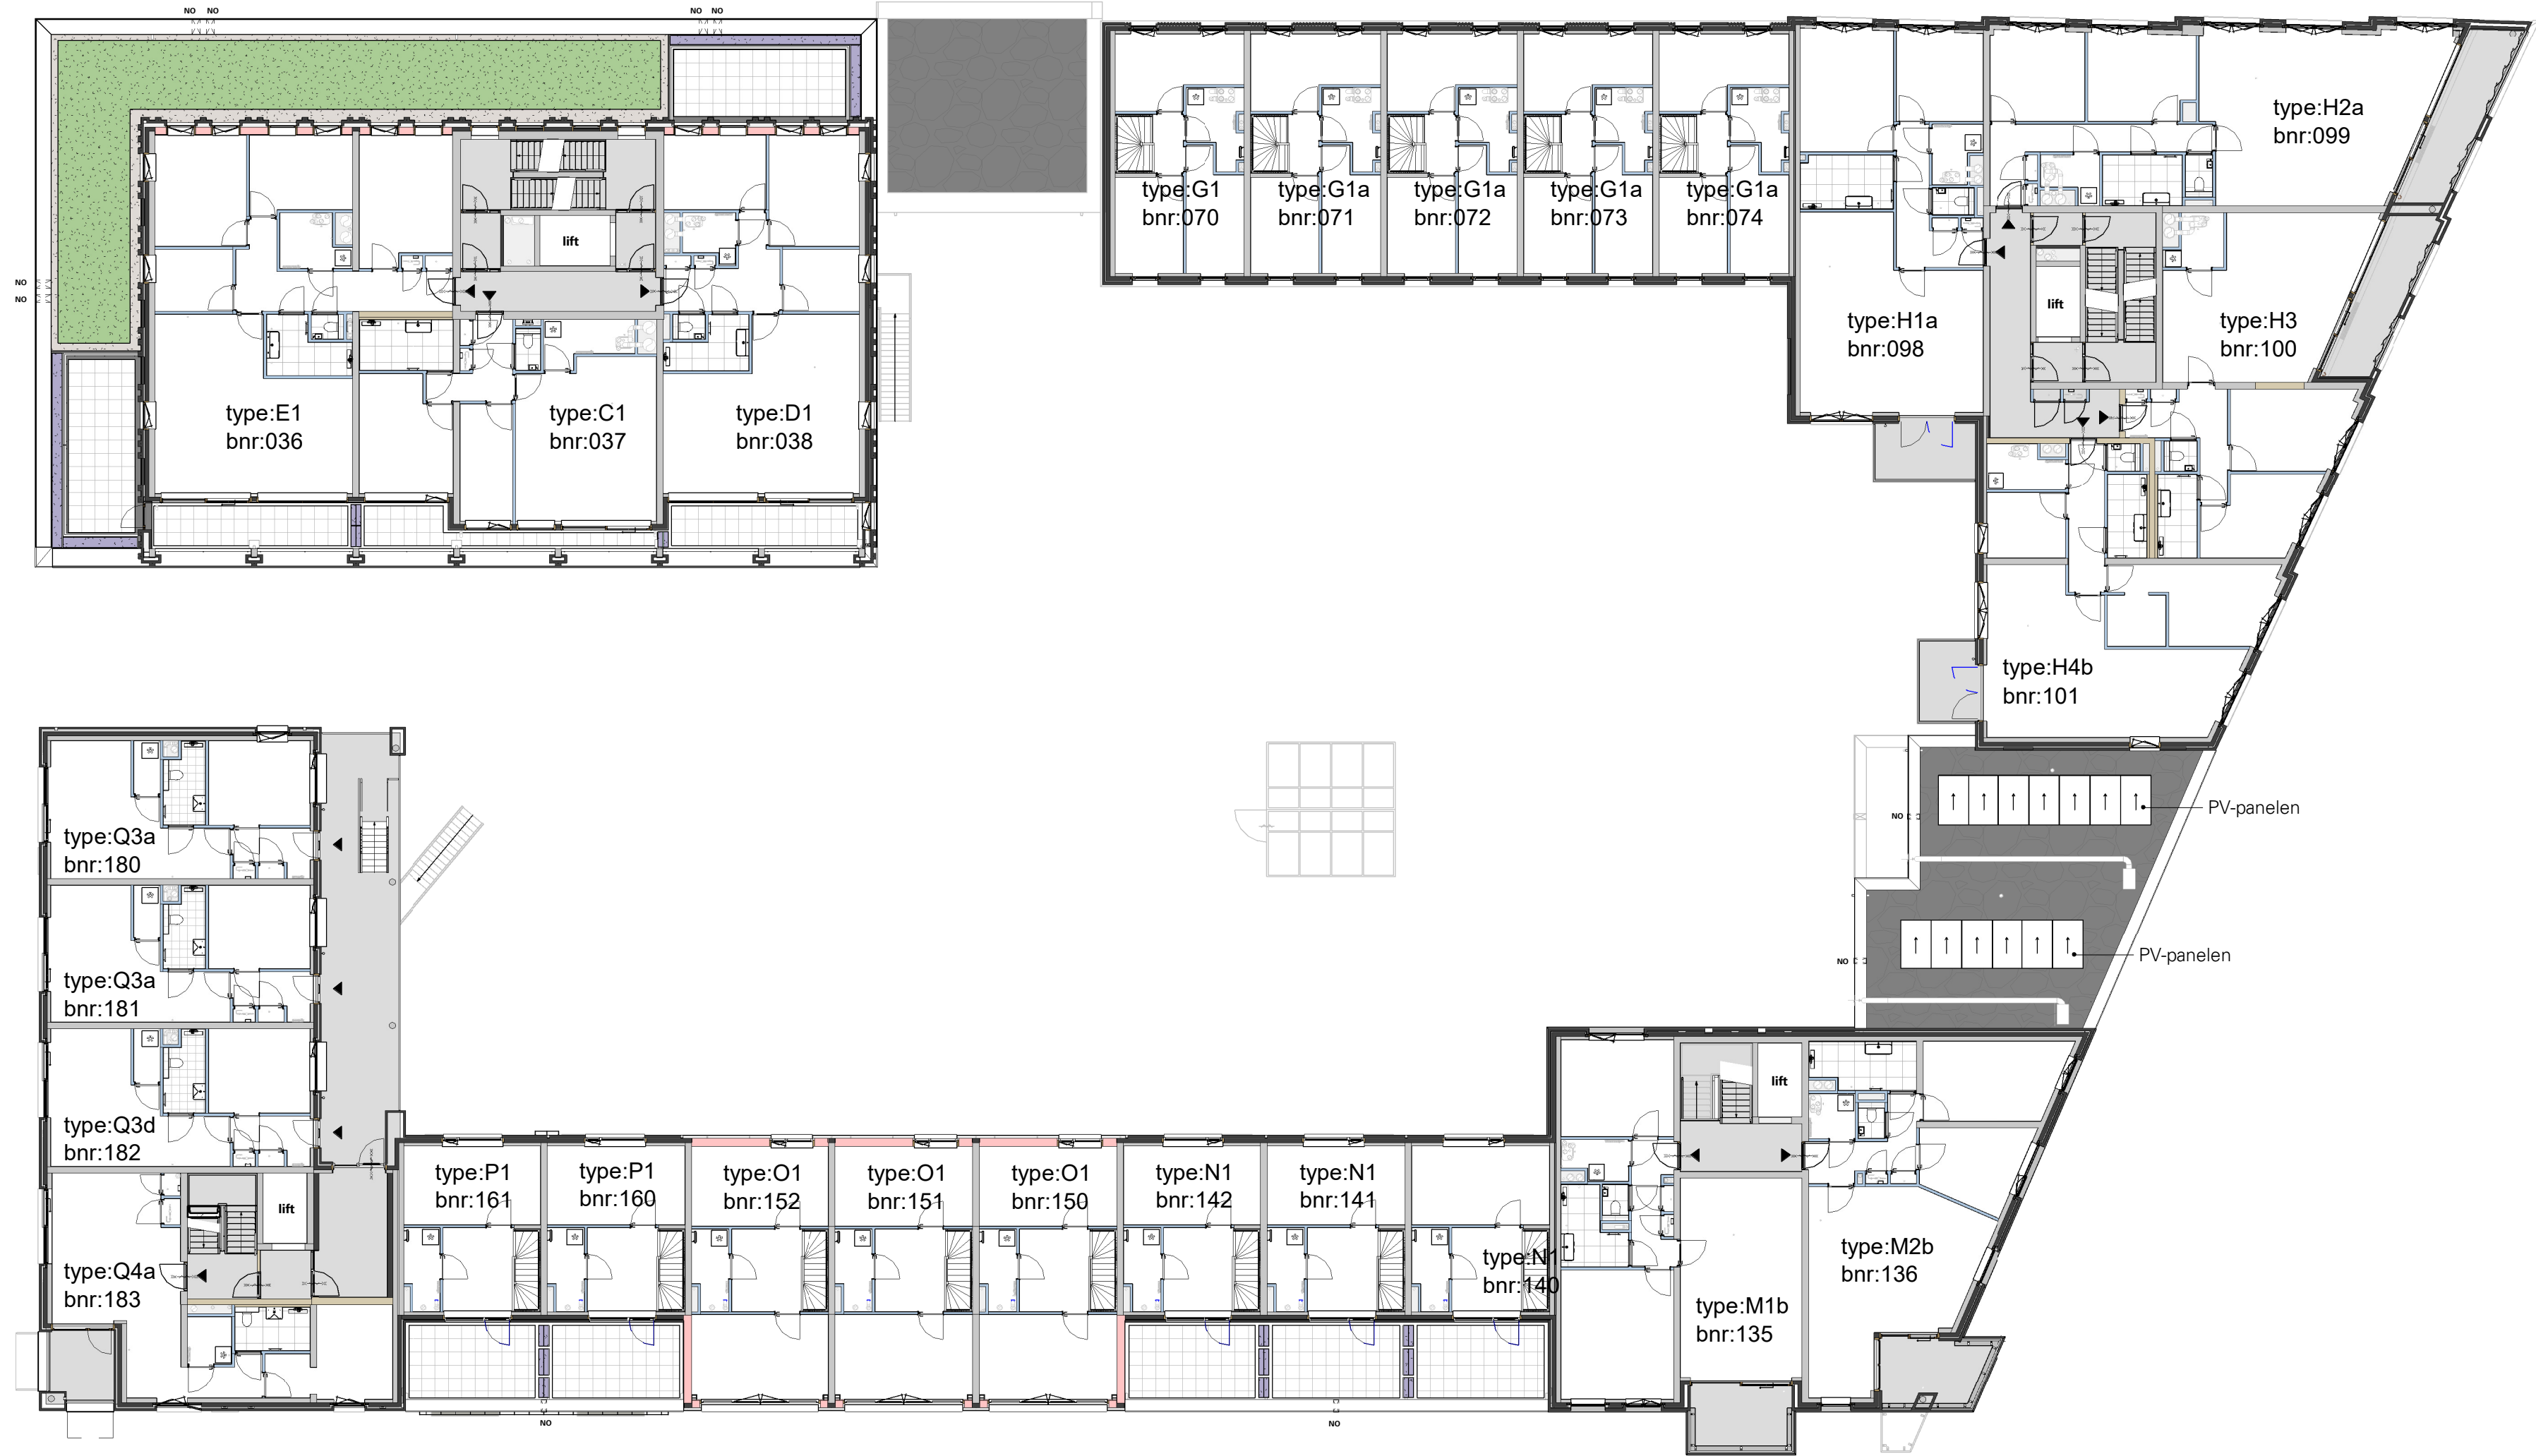 NO NO
NO NO
type:H2a
bnr:099
type:G1
bnr:070
type:G1a
bnr:071
type:G1a
bnr:072
type:G1a
bnr:073
type:G1a
bnr:074
lift
NO
NO
lift
type:H1a
bnr:098
type:H3
bnr:100
type:E1
bnr:036
type:C1
bnr:037
type:D1
bnr:038
type:H4b
bnr:101
PV-panelen
NO
type:Q3a
bnr:180
PV-panelen
NO
type:Q3a
bnr:181
lift
type:Q3d
bnr:182
type:P1
bnr:161
type:P1
bnr:160
type:O1
bnr:152
type:O1
bnr:151
type:O1
bnr:150
type:N1
bnr:142
type:N1
bnr:141
lift
type:N1
bnr:140
type:M2b
bnr:136
type:Q4a
bnr:183
type:M1b
bnr:135
NO
NO